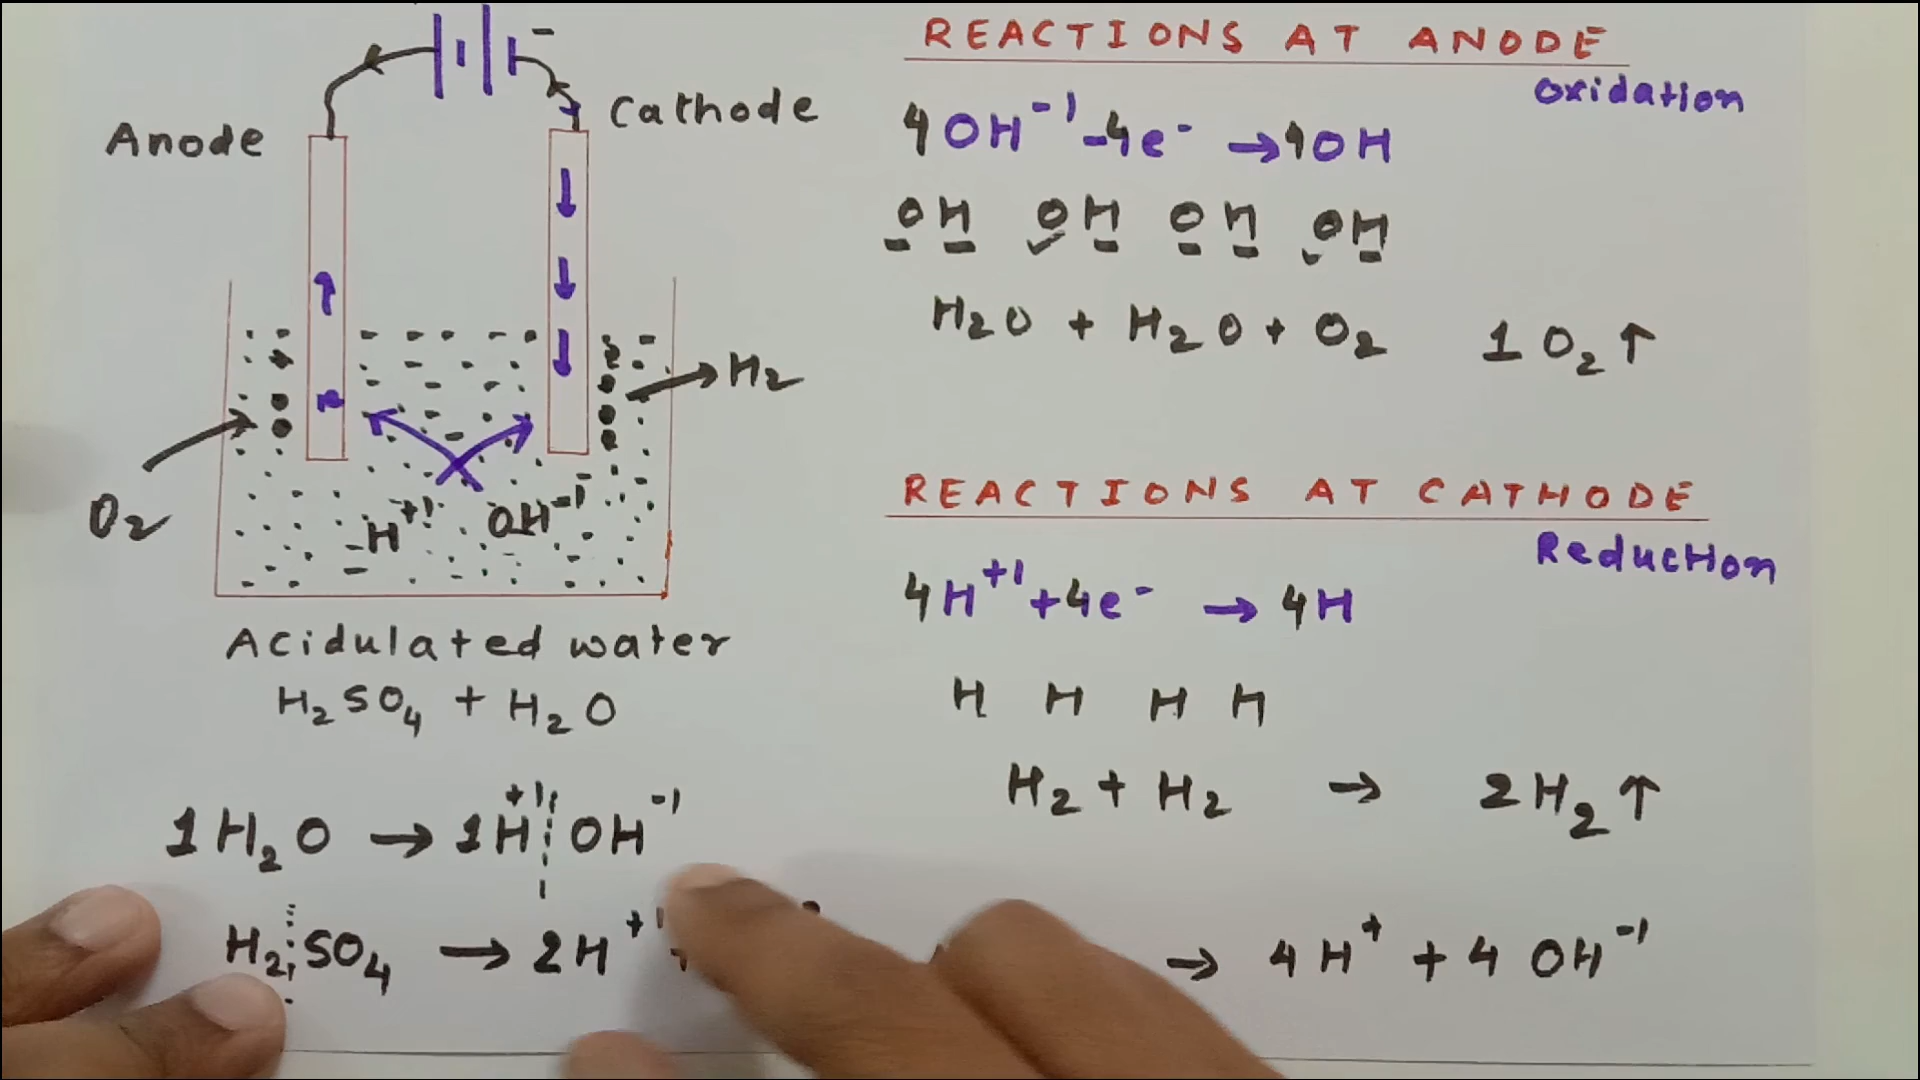 REACTIONS AT ANODE
Oxidation
4OH⁻¹ -4e⁻ → 4OH
OH OH OH OH
H₂O + H₂O + O₂ 1O₂↑
−
Anode
Cathode
H₂
O₂
H⁺¹ OH⁻¹
Acidulated water
H₂SO₄ + H₂O
1H₂O → 1H⁺¹ OH⁻¹
H₂SO₄ → 2H⁺¹ +
REACTIONS AT CATHODE
Reduction
4H⁺¹ +4e⁻ → 4H
H H H H
H₂ + H₂ → 2H₂↑
→ 4H⁺ + 4OH⁻¹